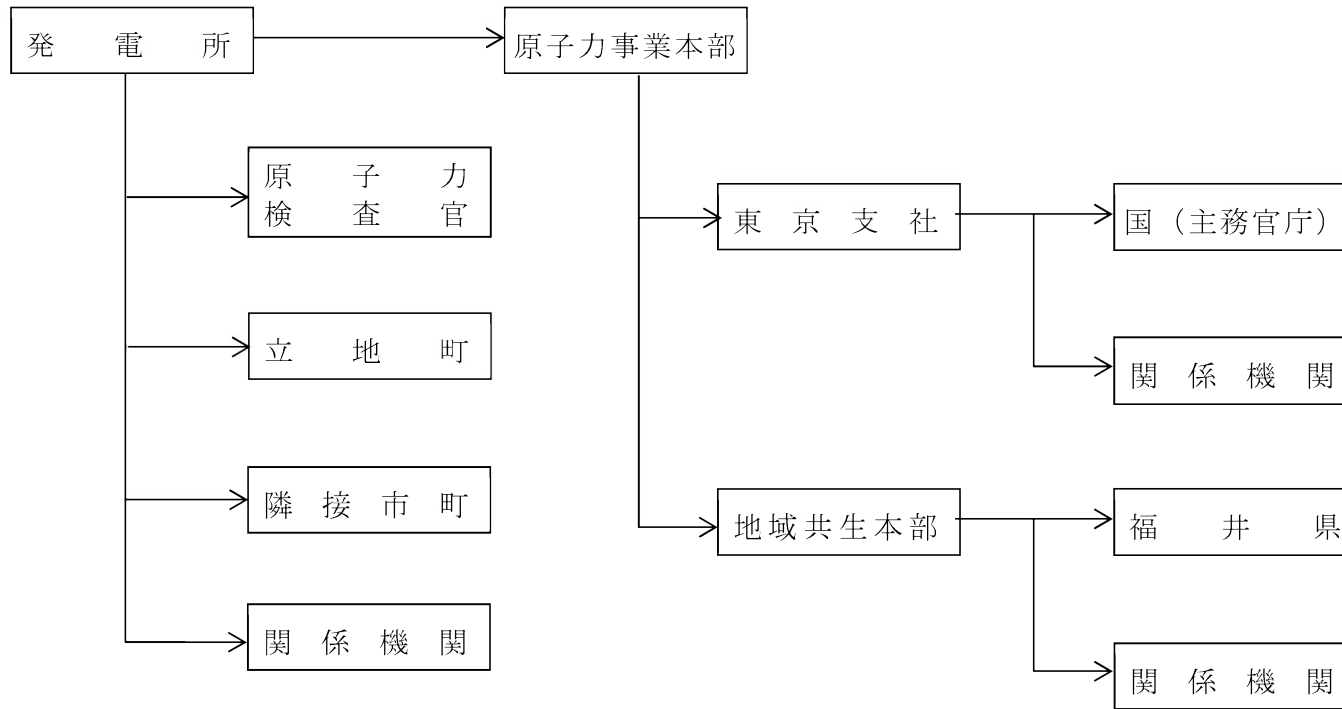 発電所
原子力事業本部
原子力
検査官
東京支社
国（主務官庁）
立地町
関係機関
隣接市町
地域共生本部
福井県
関係機関
関係機関